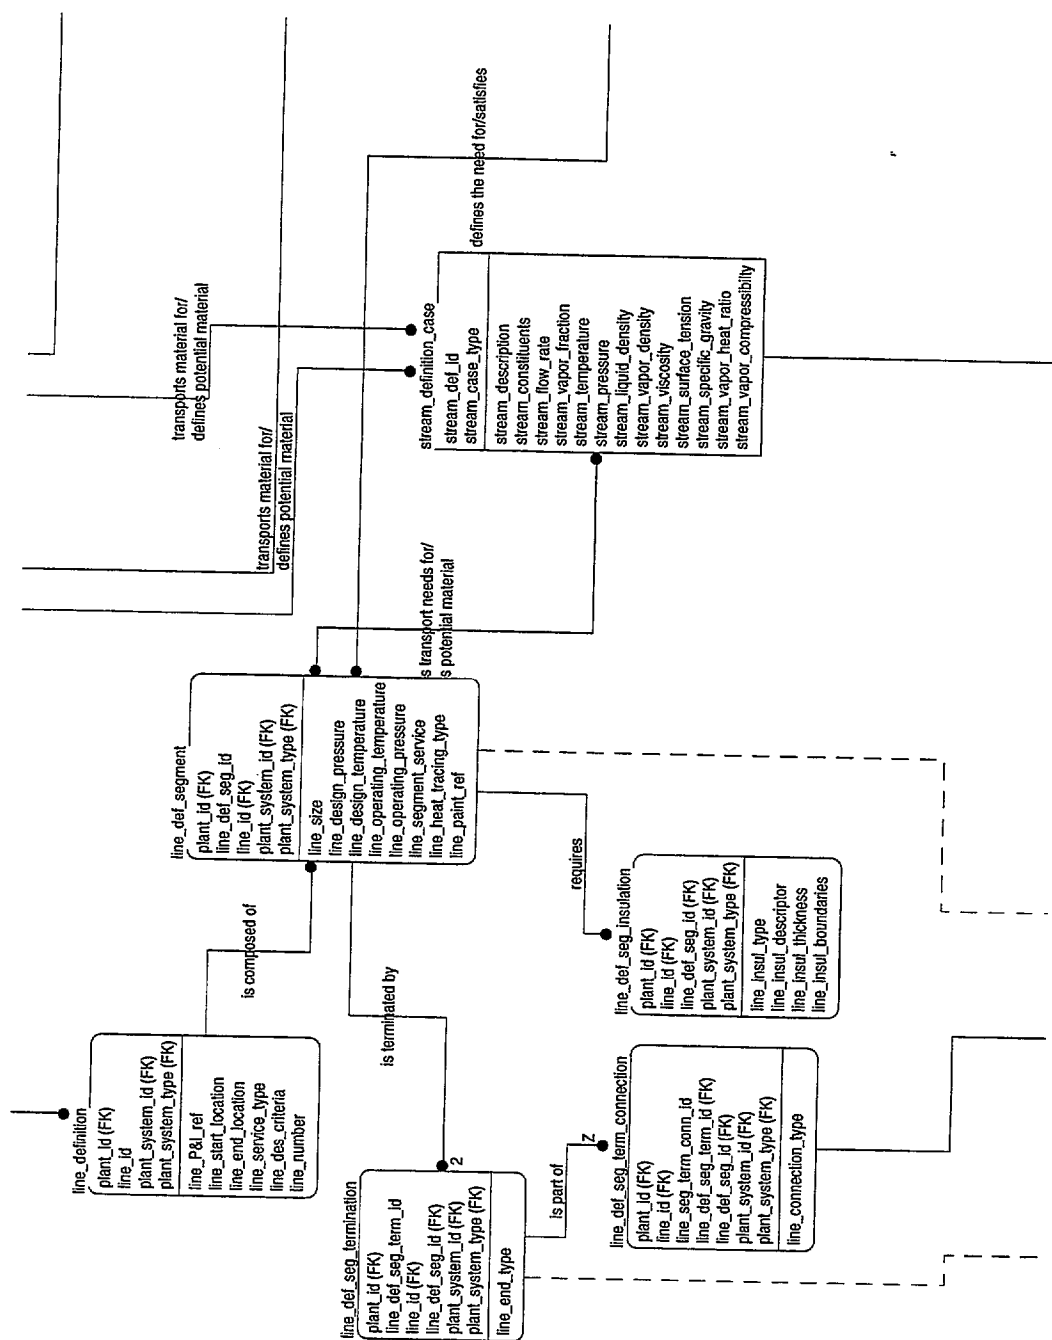 line_definition
plant_id (FK)
line_id
plant_system_id (FK)
plant_system_type (FK)
line_P&I_ref
line_start_location
line_end_location
line_service_type
line_des_criteria
line_number
is composed of
line_def_segment
plant_id (FK)
line_def_seg_id
line_id (FK)
plant_system_id (FK)
plant_system_type (FK)
line_size
line_design_pressure
line_design_temperature
line_operating_temperature
line_operating_pressure
line_segment_service
line_heat_tracing_type
line_paint_ref
transports material for/
defines potential material
transports material for/
defines potential material
is terminated by
2
line_def_seg_termination
plant_id (FK)
line_def_seg_term_id
line_id (FK)
line_def_seg_id (FK)
plant_system_id (FK)
plant_system_type (FK)
line_end_type
s transport needs for/
s potential material
stream_definition_case
stream_def_id
stream_case_type
stream_description
stream_constituents
stream_flow_rate
stream_vapor_fraction
stream_temperature
stream_pressure
stream_liquid_density
stream_vapor_density
stream_viscosity
stream_surface_tension
stream_specific_gravity
stream_vapor_heat_ratio
stream_vapor_compressibilty
defines the need for/satisfies
is part of
Z
requires
line_def_seg_term_connection
plant_id (FK)
line_id (FK)
line_seg_term_conn_id
line_def_seg_term_id (FK)
line_def_seg_id (FK)
plant_system_id (FK)
plant_system_type (FK)
line_connection_type
line_def_seg_insulation
plant_id (FK)
line_id (FK)
line_def_seg_id (FK)
plant_system_id (FK)
plant_system_type (FK)
line_insul_type
line_insul_descriptor
line_insul_thickness
line_insul_boundaries